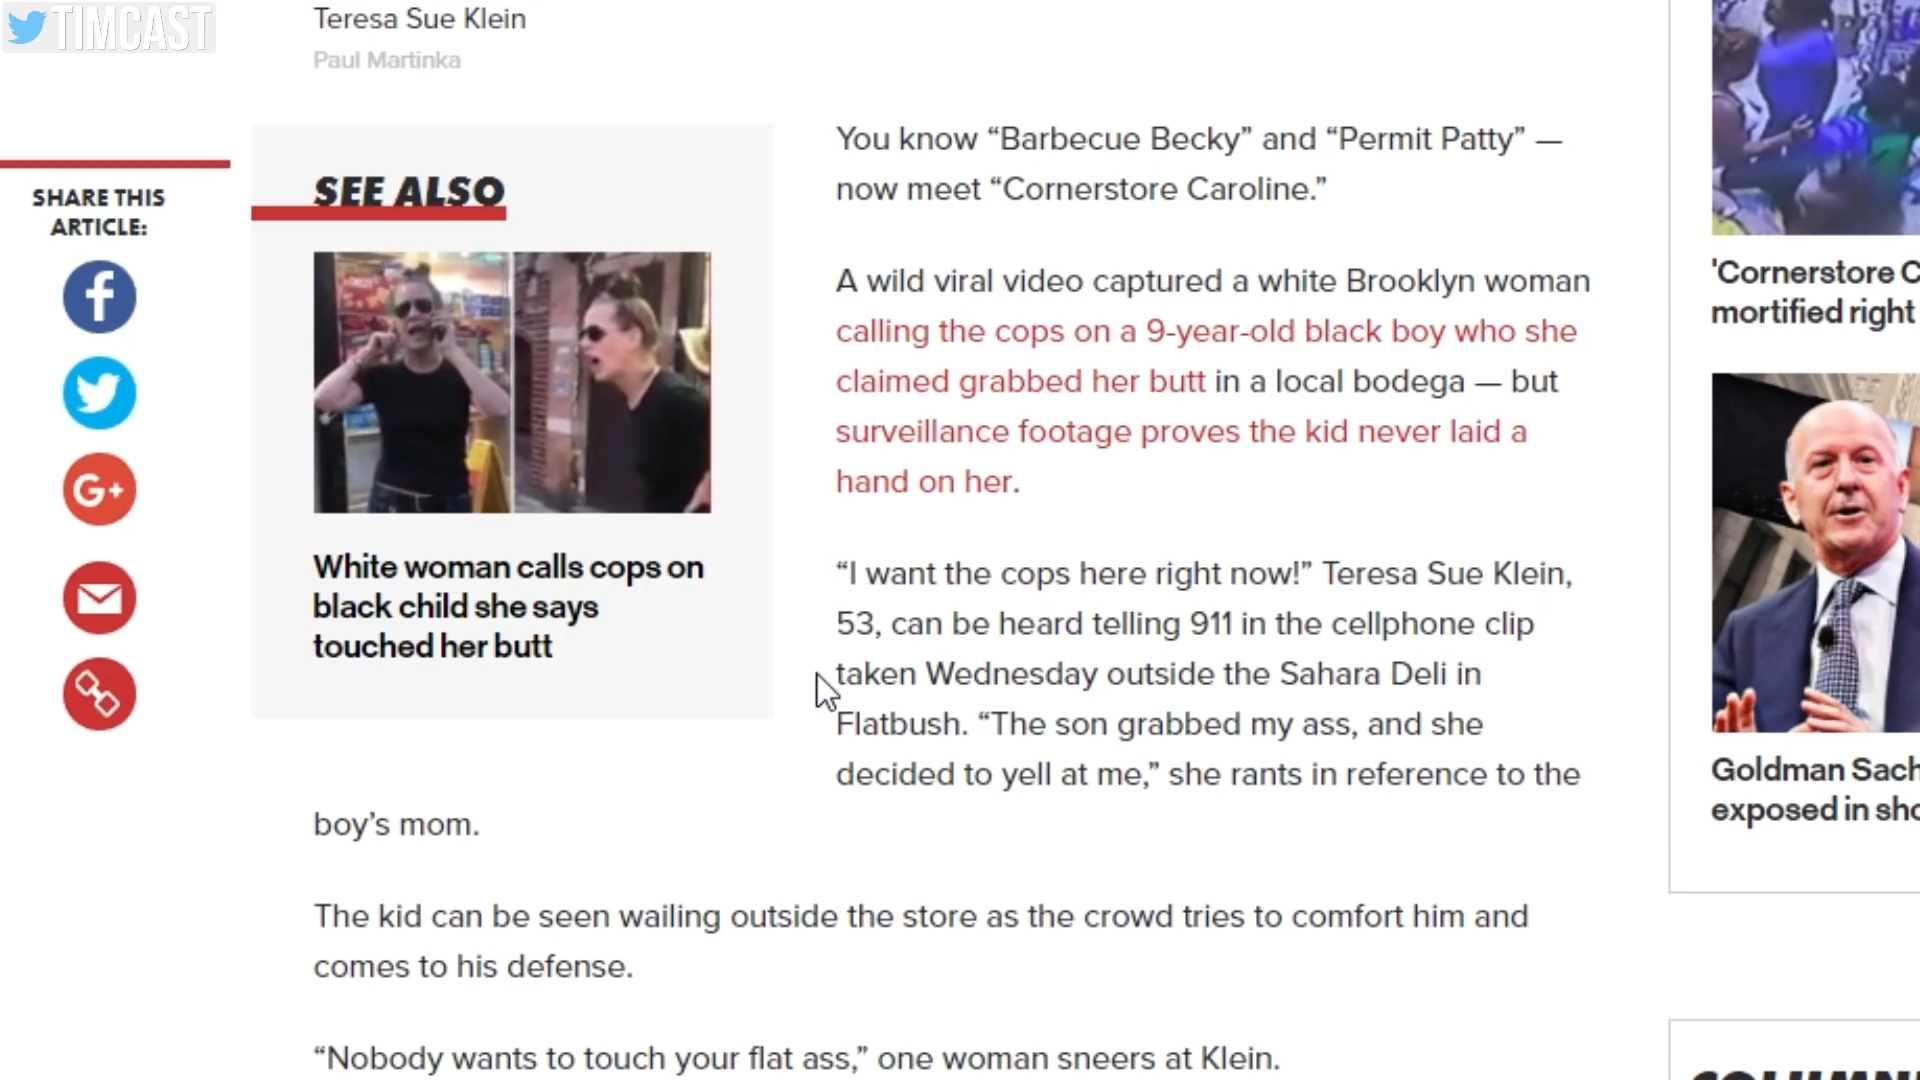 TIMCAST
Teresa Sue Klein
Paul Martinka
SHARE THIS
ARTICLE:
SEE ALSO
White woman calls cops on
black child she says
touched her butt
You know “Barbecue Becky” and “Permit Patty” —
now meet “Cornerstore Caroline.”
A wild viral video captured a white Brooklyn woman
calling the cops on a 9-year-old black boy who she
claimed grabbed her butt in a local bodega — but
surveillance footage proves the kid never laid a
hand on her.
“I want the cops here right now!” Teresa Sue Klein,
53, can be heard telling 911 in the cellphone clip
taken Wednesday outside the Sahara Deli in
Flatbush. “The son grabbed my ass, and she
decided to yell at me,” she rants in reference to the
boy’s mom.
The kid can be seen wailing outside the store as the crowd tries to comfort him and
comes to his defense.
“Nobody wants to touch your flat ass,” one woman sneers at Klein.
'Cornerstore C
mortified right
Goldman Sach
exposed in sho